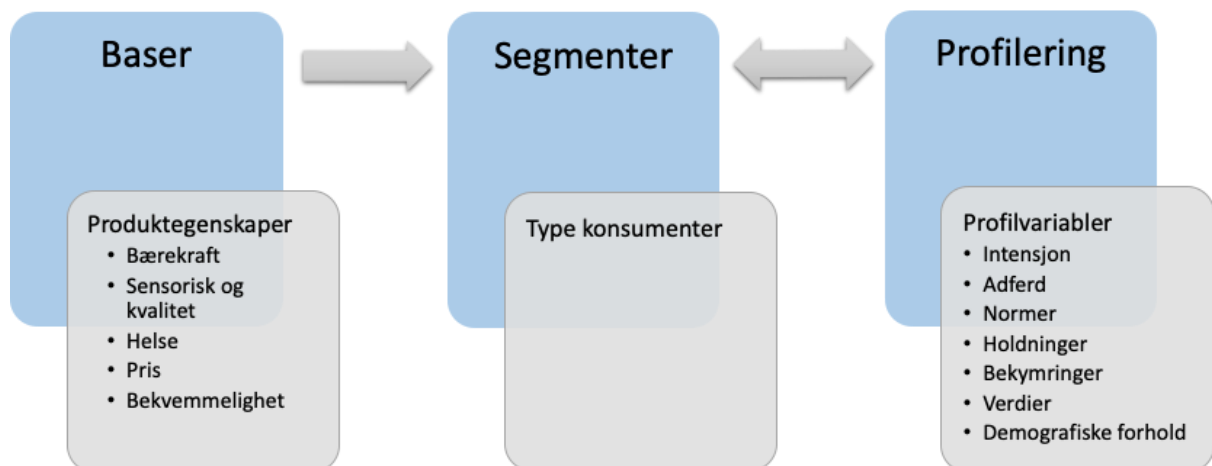 Baser
Produktegenskaper
• Bærekraft
• Sensorisk og
kvalitet
• Helse
• Pris
• Bekvemmelighet
Segmenter
Type konsumenter
Profilering
Profilvariabler
• Intensjon
• Adferd
• Normer
• Holdninger
• Bekymringer
• Verdier
• Demografiske forhold